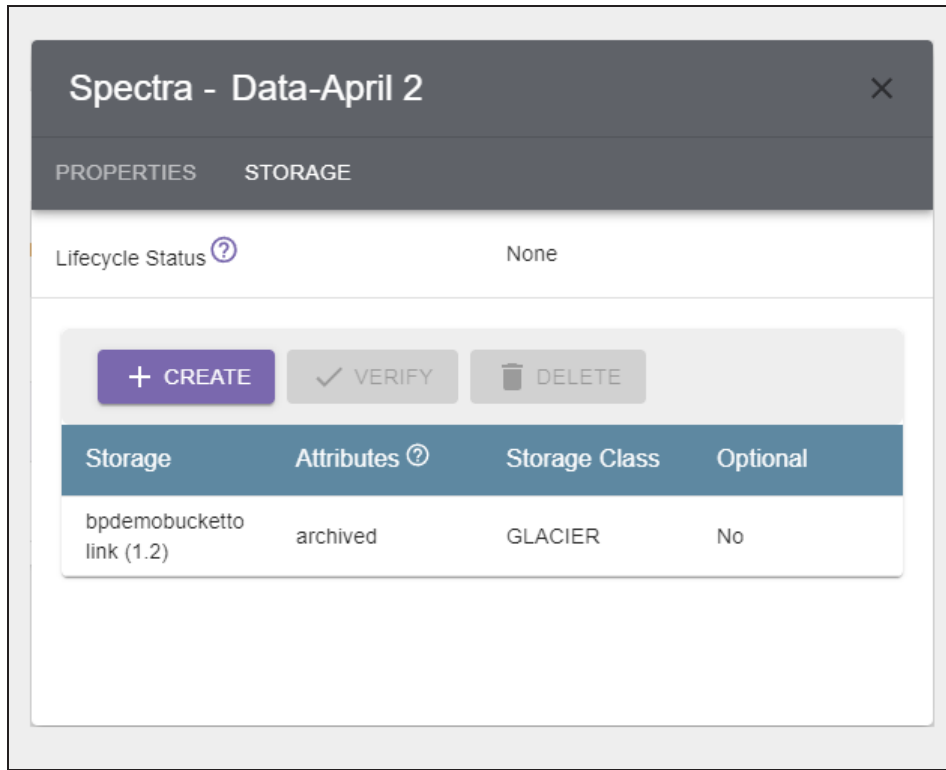 Spectra - Data-April 2
PROPERTIES STORAGE
Lifecycle Status None
CREATE VERIFY DELETE
Storage Attributes Storage Class Optional
bpdemobucketto
link (1.2) archived GLACIER No